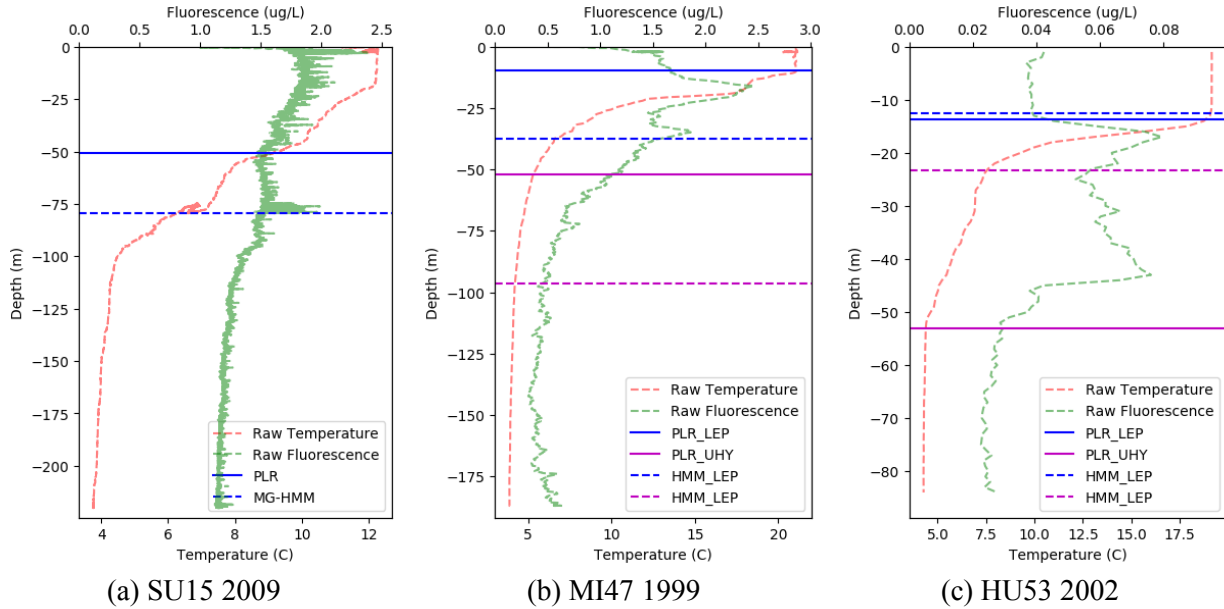 Fluorescence (ug/L)
0.0 0.5 1.0 1.5 2.0 2.5
0
−25
−50
−75
−100
−125
−150
−175
−200
Depth (m)
Raw Temperature
Raw Fluorescence
PLR
MG-HMM
4 6 8 10 12
Temperature (C)
(a) SU15 2009
Fluorescence (ug/L)
0.0 0.5 1.0 1.5 2.0 2.5 3.0
0
−25
−50
−75
−100
−125
−150
−175
Depth (m)
Raw Temperature
Raw Fluorescence
PLR_LEP
PLR_UHY
HMM_LEP
HMM_LEP
5 10 15 20
Temperature (C)
(b) MI47 1999
Fluorescence (ug/L)
0.00 0.02 0.04 0.06 0.08
0
−10
−20
−30
−40
−50
−60
−70
−80
Depth (m)
Raw Temperature
Raw Fluorescence
PLR_LEP
PLR_UHY
HMM_LEP
HMM_LEP
5.0 7.5 10.0 12.5 15.0 17.5
Temperature (C)
(c) HU53 2002